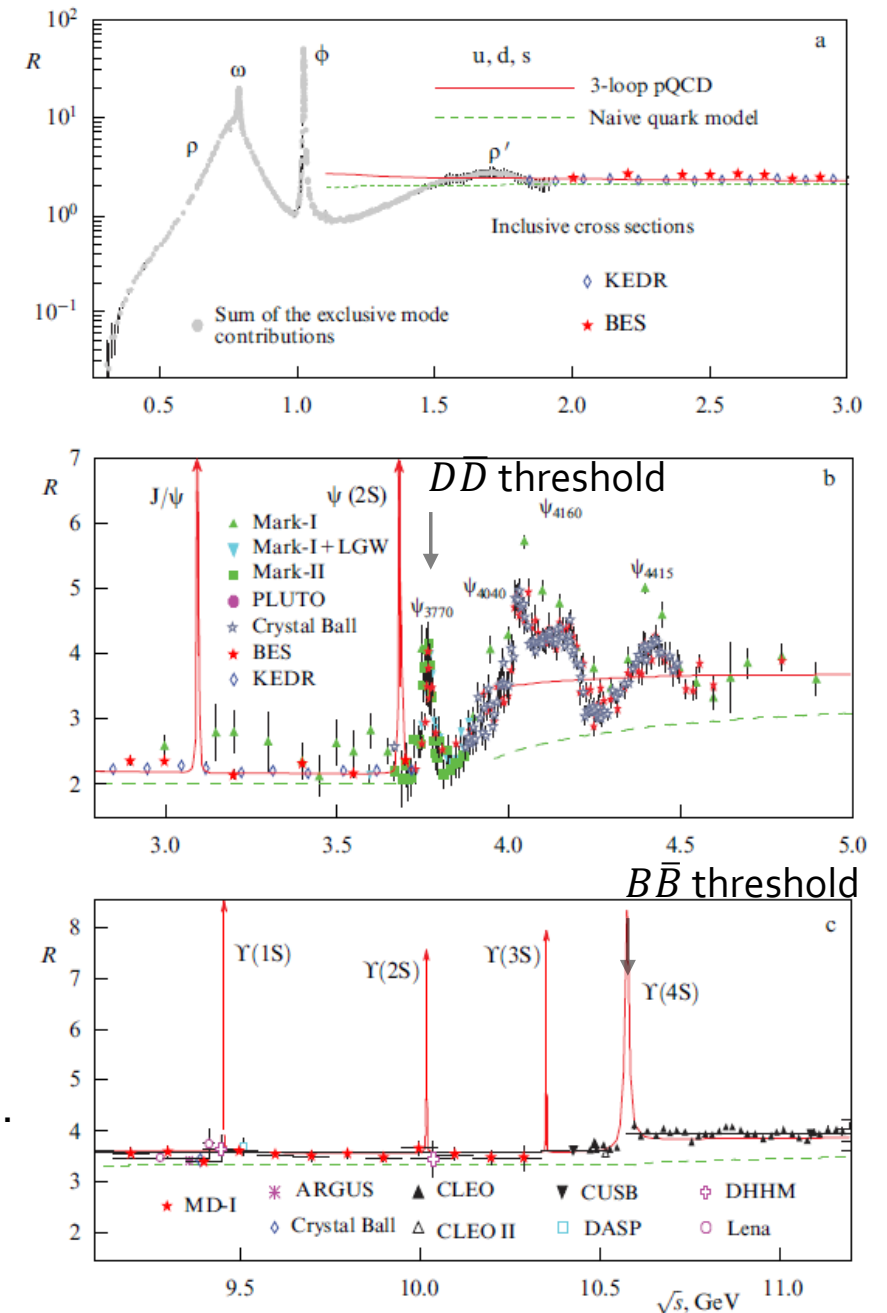 10²
R
10¹
10⁰
10⁻¹
ρ
ω
ϕ
u, d, s
a
3-loop pQCD
Naive quark model
ρ′
Inclusive cross sections
KEDR
BES
Sum of the exclusive mode
contributions
0.5 1.0 1.5 2.0 2.5 3.0
7
R
6
5
4
3
2
J/ψ
ψ (2S)
DD̅ threshold
b
Mark-I
Mark-I + LGW
Mark-II
PLUTO
Crystal Ball
BES
KEDR
ψ₃₇₇₀
ψ₄₀₄₀
ψ₄₁₆₀
ψ₄₄₁₅
3.0 3.5 4.0 4.5 5.0
BB̅ threshold
8
R
7
6
5
4
3
2
ϒ(1S)
ϒ(2S)
ϒ(3S)
ϒ(4S)
c
.
MD-I
ARGUS
CLEO
CUSB
DHHM
Crystal Ball
CLEO II
DASP
Lena
9.5 10.0 10.5 11.0
√s, GeV